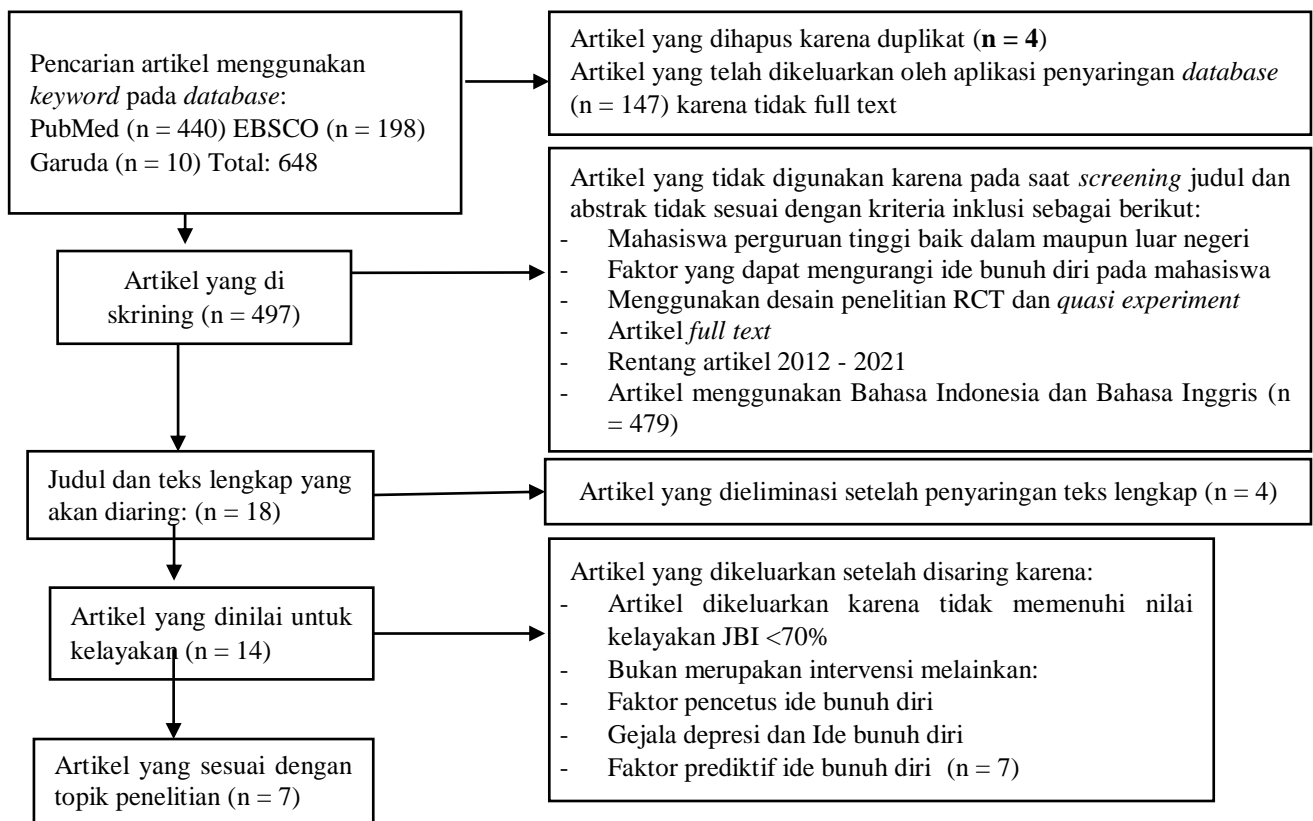 Pencarian artikel menggunakan
keyword pada database:
PubMed (n = 440) EBSCO (n = 198)
Garuda (n = 10) Total: 648
Artikel yang dihapus karena duplikat (n = 4)
Artikel yang telah dikeluarkan oleh aplikasi penyaringan database
(n = 147) karena tidak full text
Artikel yang di
skrining (n = 497)
Artikel yang tidak digunakan karena pada saat screening judul dan
abstrak tidak sesuai dengan kriteria inklusi sebagai berikut:
- Mahasiswa perguruan tinggi baik dalam maupun luar negeri
- Faktor yang dapat mengurangi ide bunuh diri pada mahasiswa
- Menggunakan desain penelitian RCT dan quasi experiment
- Artikel full text
- Rentang artikel 2012 - 2021
- Artikel menggunakan Bahasa Indonesia dan Bahasa Inggris (n
= 479)
Judul dan teks lengkap yang
akan diaring: (n = 18)
Artikel yang dieliminasi setelah penyaringan teks lengkap (n = 4)
Artikel yang dinilai untuk
kelayakan (n = 14)
Artikel yang dikeluarkan setelah disaring karena:
- Artikel dikeluarkan karena tidak memenuhi nilai
kelayakan JBI <70%
- Bukan merupakan intervensi melainkan:
- Faktor pencetus ide bunuh diri
- Gejala depresi dan Ide bunuh diri
- Faktor prediktif ide bunuh diri (n = 7)
Artikel yang sesuai dengan
topik penelitian (n = 7)